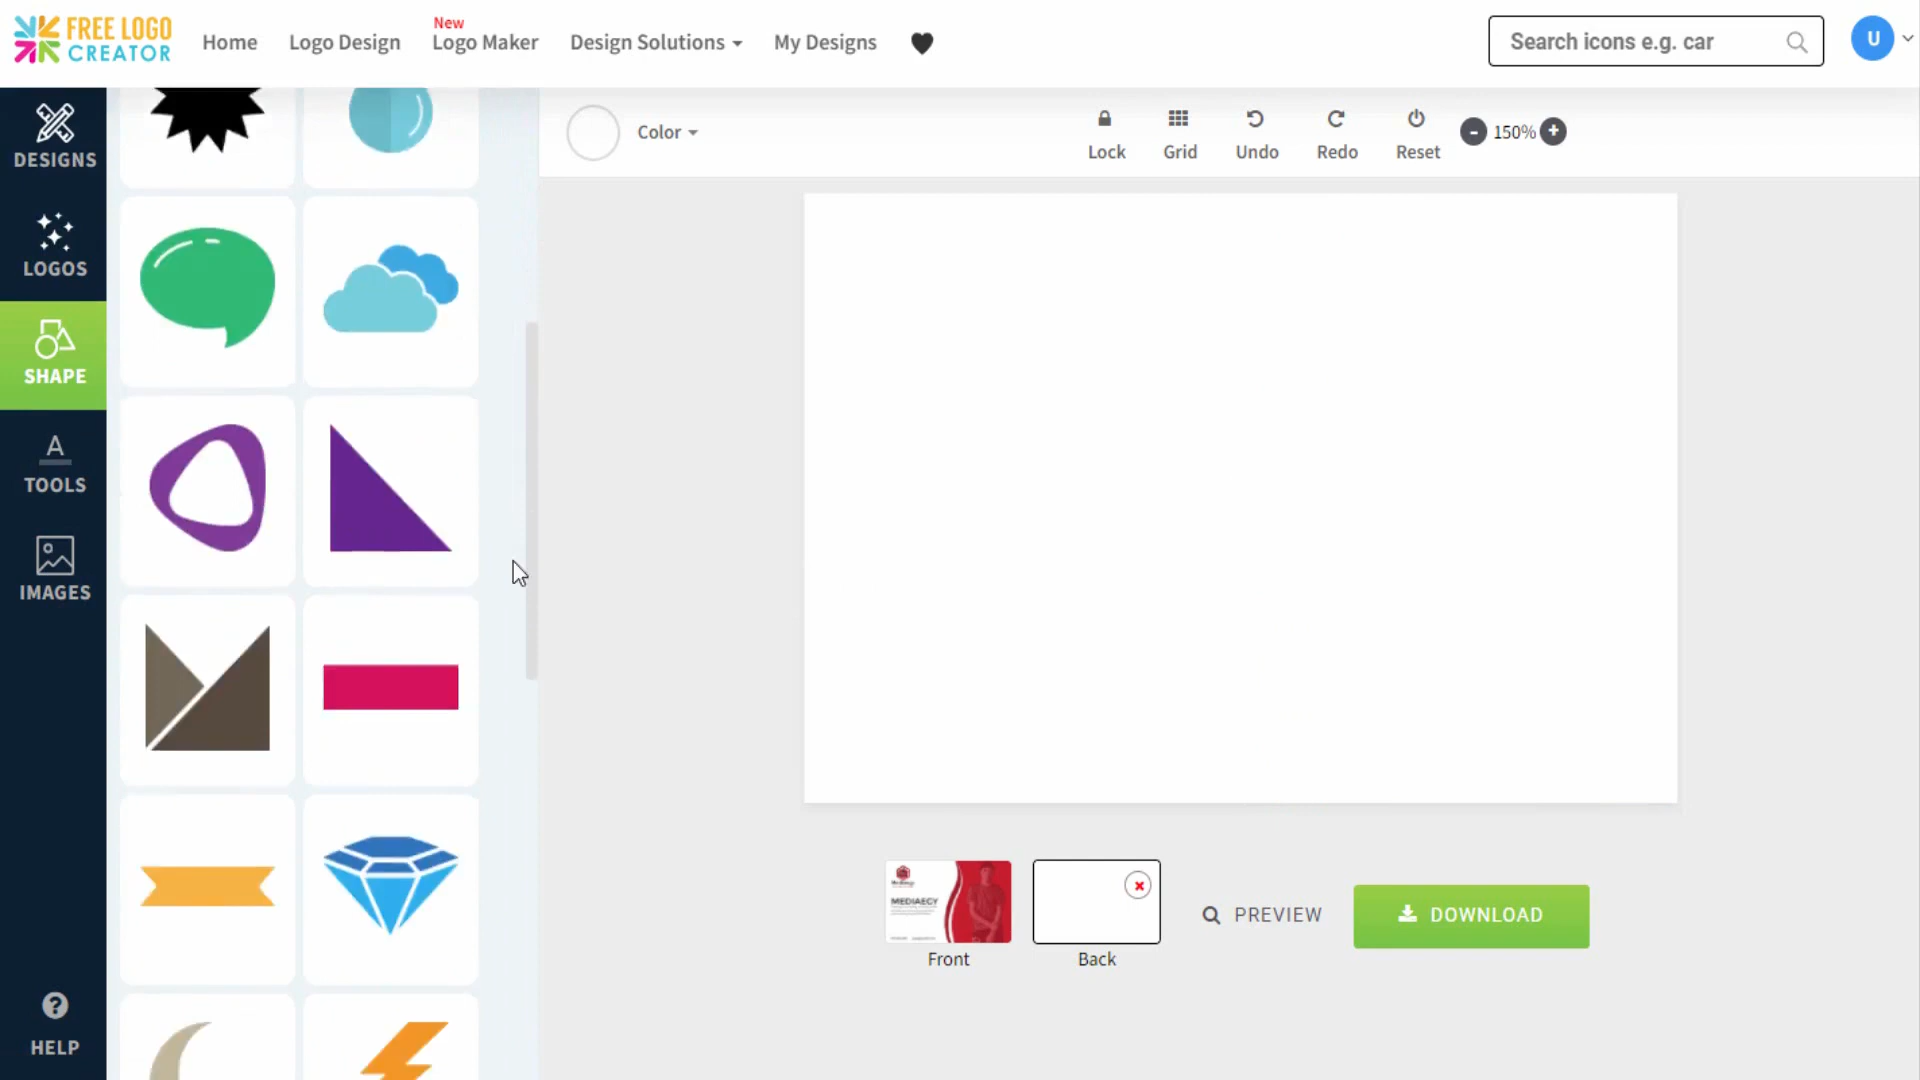 FREE LOGO
CREATOR
Home
Logo Design
New
Logo Maker
Design Solutions
My Designs
Search icons e.g. car
U
DESIGNS
LOGOS
SHAPE
A
TOOLS
IMAGES
?
HELP
Color
Lock
Grid
Undo
Redo
Reset
- 150% +
MEDIAECY
Front
Back
PREVIEW
DOWNLOAD